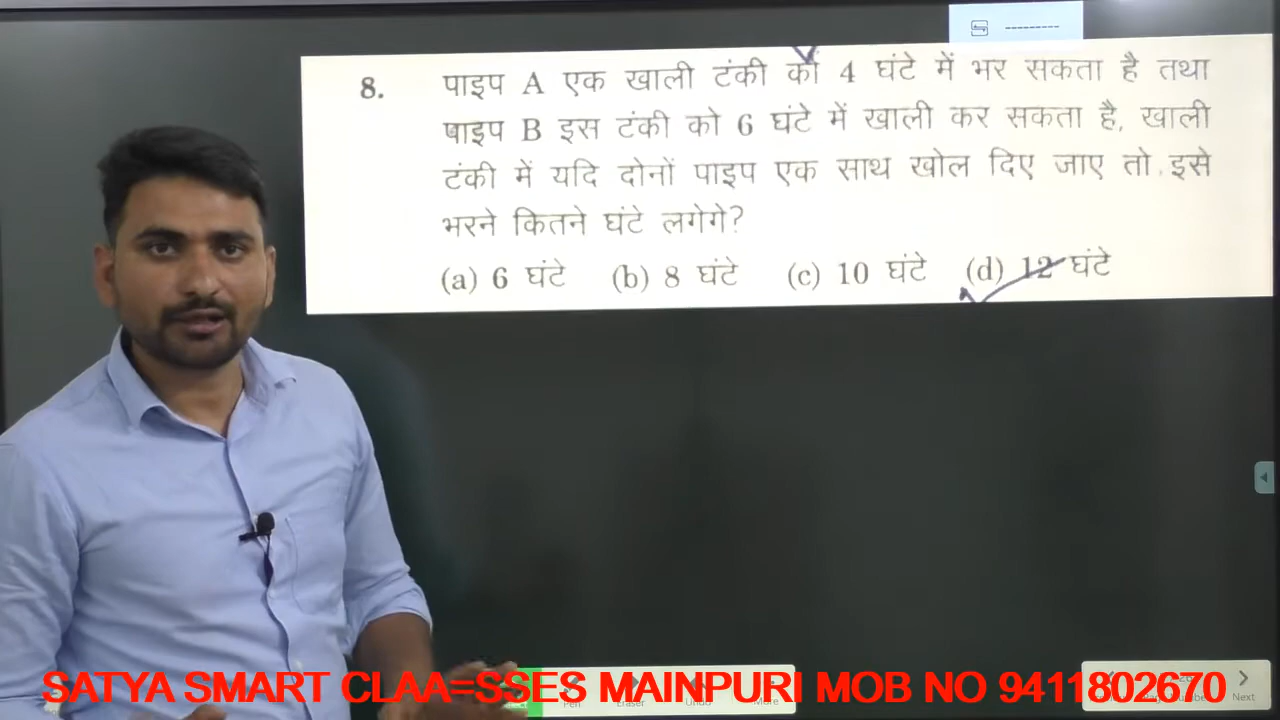 8. पाइप A एक खाली टंकी को 4 घंटे में भर सकता है तथा
पाइप B इस टंकी को 6 घंटे में खाली कर सकता है, खाली
टंकी में यदि दोनों पाइप एक साथ खोल दिए जाए तो इसे
भरने कितने घंटे लगेगे?
(a) 6 घंटे (b) 8 घंटे (c) 10 घंटे (d) 12 घंटे
SATYA SMART CLAA=SSES MAINPURI MOB NO 9411802670
Pen Eraser Undo More Next